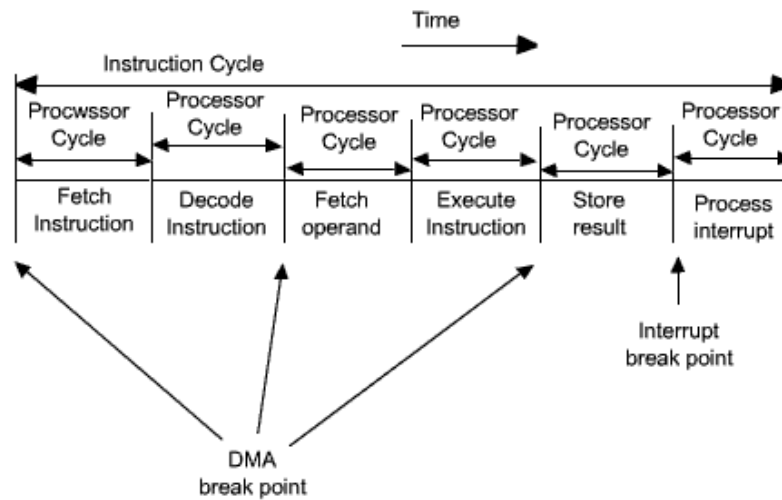 Time
Instruction Cycle
Procwssor
Cycle
Processor
Cycle
Processor
Cycle
Processor
Cycle
Processor
Cycle
Processor
Cycle
Fetch
Instruction
Decode
Instruction
Fetch
operand
Execute
Instruction
Store
result
Process
interrupt
Interrupt
break point
DMA
break point